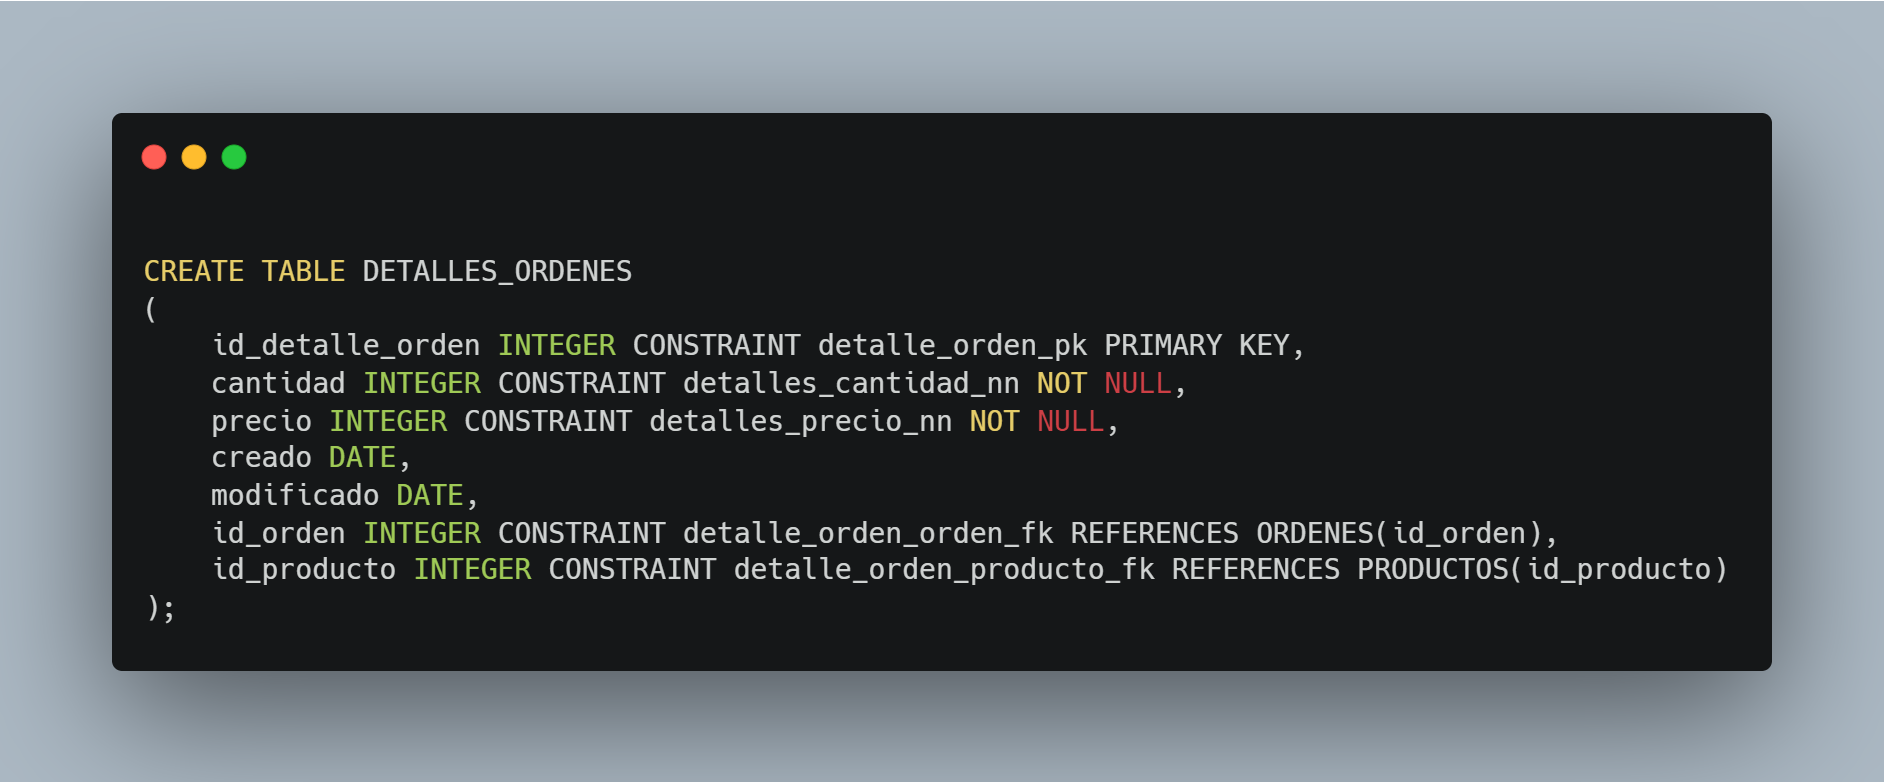 CREATE TABLE DETALLES_ORDENES
(
    id_detalle_orden INTEGER CONSTRAINT detalle_orden_pk PRIMARY KEY,
    cantidad INTEGER CONSTRAINT detalles_cantidad_nn NOT NULL,
    precio INTEGER CONSTRAINT detalles_precio_nn NOT NULL,
    creado DATE,
    modificado DATE,
    id_orden INTEGER CONSTRAINT detalle_orden_orden_fk REFERENCES ORDENES(id_orden),
    id_producto INTEGER CONSTRAINT detalle_orden_producto_fk REFERENCES PRODUCTOS(id_producto)
);